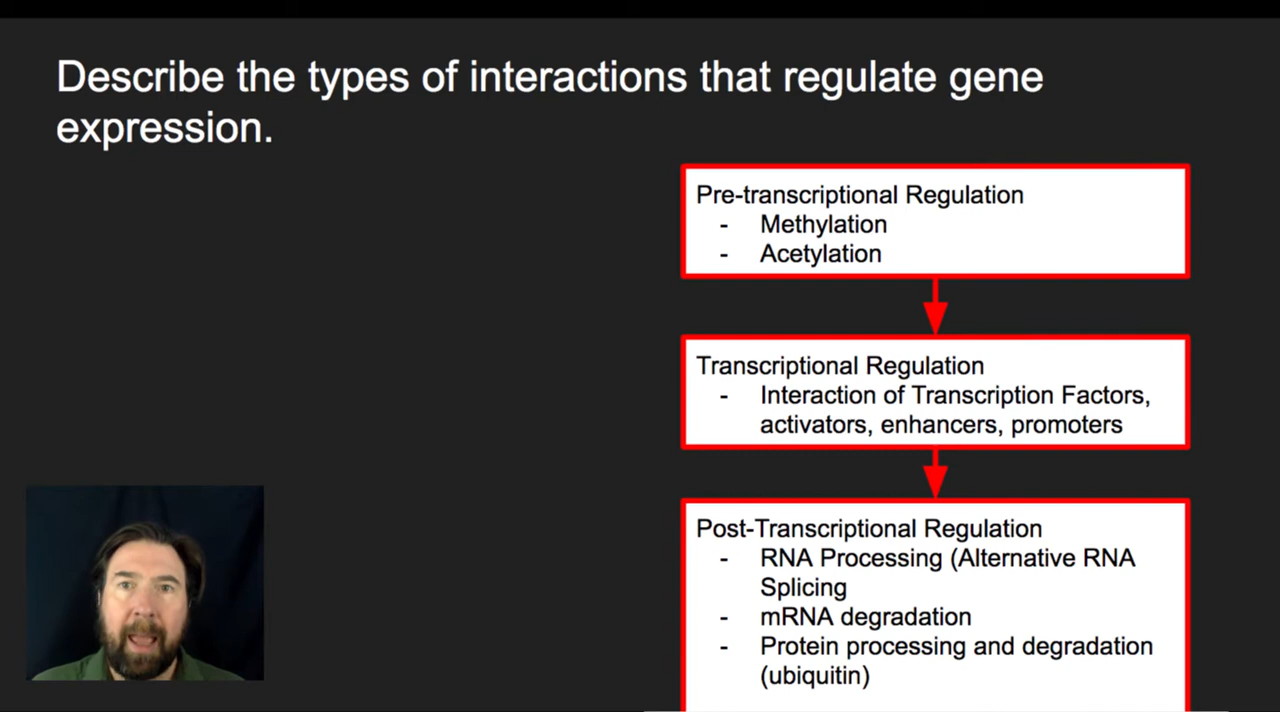 Describe the types of interactions that regulate gene
expression.
Pre-transcriptional Regulation
- Methylation
- Acetylation
Transcriptional Regulation
- Interaction of Transcription Factors,
activators, enhancers, promoters
Post-Transcriptional Regulation
- RNA Processing (Alternative RNA
Splicing
- mRNA degradation
- Protein processing and degradation
(ubiquitin)